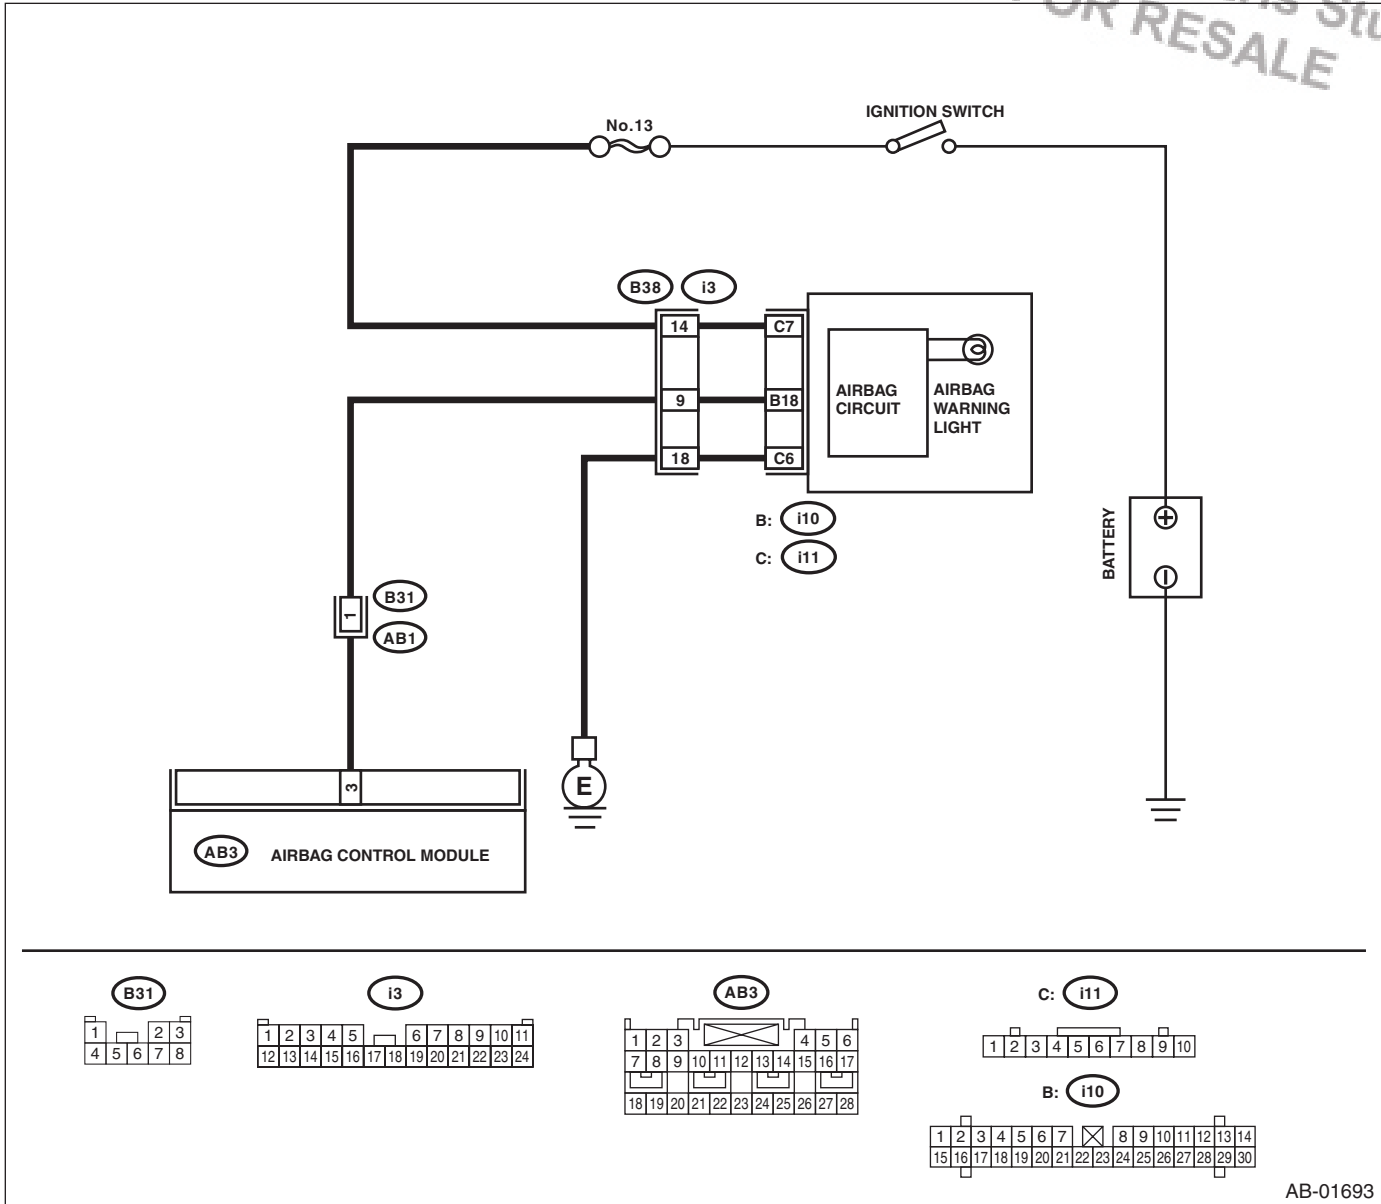 FOR RESALE
No.13
IGNITION SWITCH
B38 i3
14 C7
9 B18
18 C6
AIRBAG CIRCUIT
AIRBAG WARNING LIGHT
B: i10
C: i11
BATTERY
B31
1
AB1
3
E
AB3 AIRBAG CONTROL MODULE
B31
1 2 3
4 5 6 7 8
i3
1 2 3 4 5 6 7 8 9 10 11
12 13 14 15 16 17 18 19 20 21 22 23 24
AB3
1 2 3 4 5 6
7 8 9 10 11 12 13 14 15 16 17
18 19 20 21 22 23 24 25 26 27 28
C: i11
1 2 3 4 5 6 7 8 9 10
B: i10
1 2 3 4 5 6 7 8 9 10 11 12 13 14
15 16 17 18 19 20 21 22 23 24 25 26 27 28 29 30
AB-01693